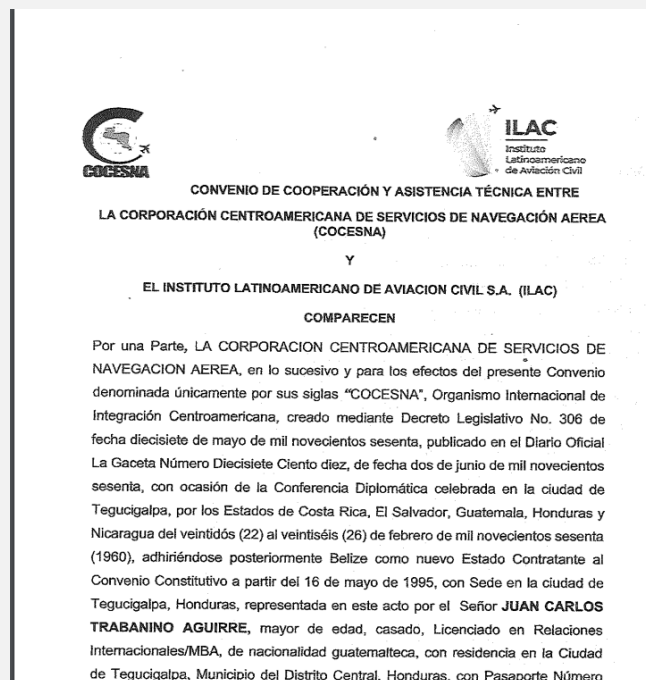 COCESNA
ILAC
Instituto
Latinoamericano
de Aviación Civil
CONVENIO DE COOPERACIÓN Y ASISTENCIA TÉCNICA ENTRE
LA CORPORACIÓN CENTROAMERICANA DE SERVICIOS DE NAVEGACIÓN AEREA
(COCESNA)
Y
EL INSTITUTO LATINOAMERICANO DE AVIACION CIVIL S.A. (ILAC)
COMPARECEN
Por una Parte, LA CORPORACION CENTROAMERICANA DE SERVICIOS DE
NAVEGACION AEREA, en lo sucesivo y para los efectos del presente Convenio
denominada únicamente por sus siglas “COCESNA”, Organismo Internacional de
Integración Centroamericana, creado mediante Decreto Legislativo No. 306 de
fecha diecisiete de mayo de mil novecientos sesenta, publicado en el Diario Oficial
La Gaceta Número Diecisiete Ciento diez, de fecha dos de junio de mil novecientos
sesenta, con ocasión de la Conferencia Diplomática celebrada en la ciudad de
Tegucigalpa, por los Estados de Costa Rica, El Salvador, Guatemala, Honduras y
Nicaragua del veintidós (22) al veintiséis (26) de febrero de mil novecientos sesenta
(1960), adhiriéndose posteriormente Belize como nuevo Estado Contratante al
Convenio Constitutivo a partir del 16 de mayo de 1995, con Sede en la ciudad de
Tegucigalpa, Honduras, representada en este acto por el Señor JUAN CARLOS
TRABANINO AGUIRRE, mayor de edad, casado, Licenciado en Relaciones
Internacionales/MBA, de nacionalidad guatemalteca, con residencia en la Ciudad
de Tegucigalpa, Municipio del Distrito Central, Honduras, con Pasaporte Número